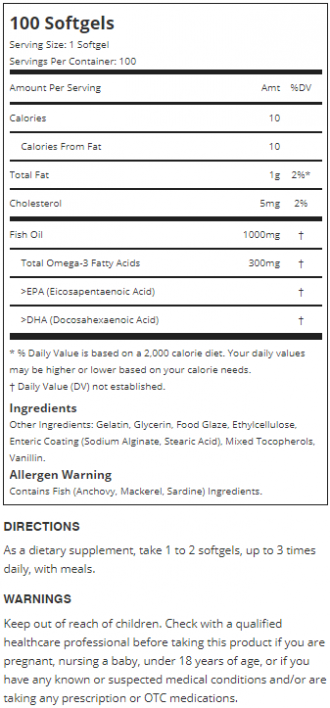 100 Softgels
Serving Size: 1 Softgel
Servings Per Container: 100
Amount Per Serving Amt %DV
Calories 10
Calories From Fat 10
Total Fat 1g 2%*
Cholesterol 5mg 2%
Fish Oil 1000mg †
Total Omega-3 Fatty Acids 300mg †
>EPA (Eicosapentaenoic Acid) †
>DHA (Docosahexaenoic Acid) †
* % Daily Value is based on a 2,000 calorie diet. Your daily values
may be higher or lower based on your calorie needs.
† Daily Value (DV) not established.
Ingredients
Other Ingredients: Gelatin, Glycerin, Food Glaze, Ethylcellulose,
Enteric Coating (Sodium Alginate, Stearic Acid), Mixed Tocopherols,
Vanillin.
Allergen Warning
Contains Fish (Anchovy, Mackerel, Sardine) Ingredients.
DIRECTIONS
As a dietary supplement, take 1 to 2 softgels, up to 3 times
daily, with meals.
WARNINGS
Keep out of reach of children. Check with a qualified
healthcare professional before taking this product if you are
pregnant, nursing a baby, under 18 years of age, or if you
have any known or suspected medical conditions and/or are
taking any prescription or OTC medications.